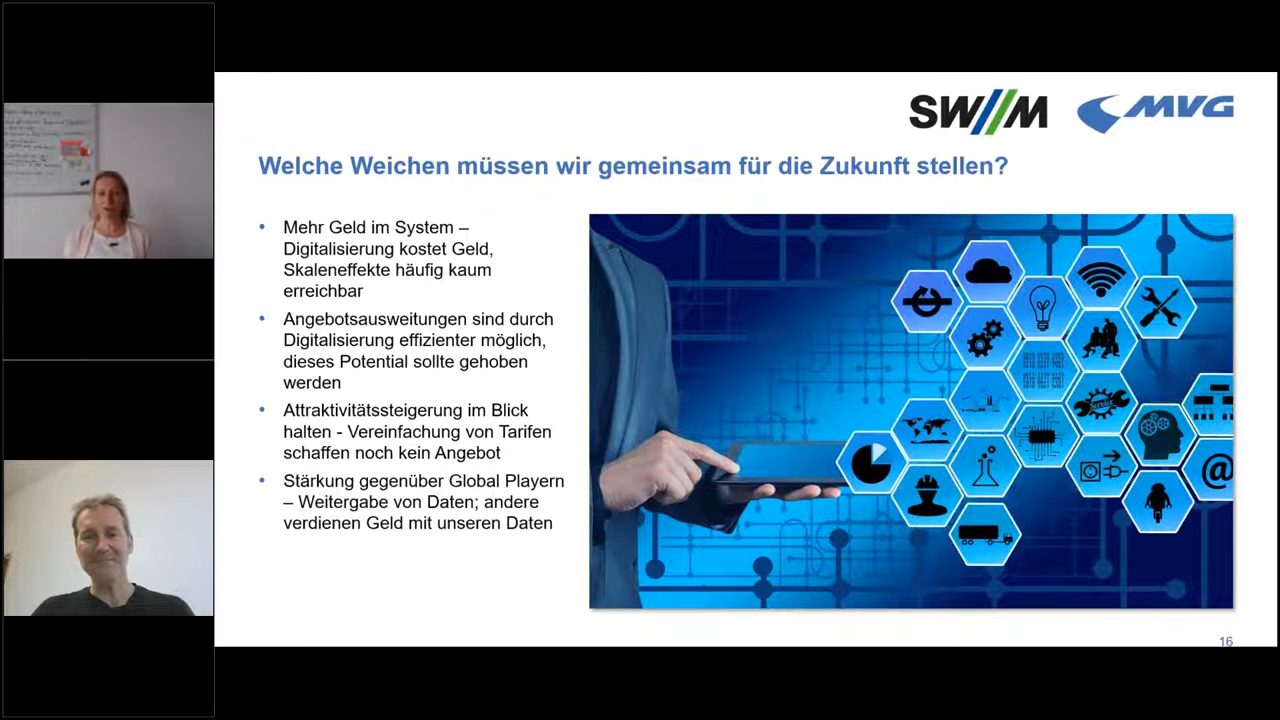 SW//M
MVG
Welche Weichen müssen wir gemeinsam für die Zukunft stellen?
• Mehr Geld im System –
Digitalisierung kostet Geld,
Skaleneffekte häufig kaum
erreichbar
• Angebotsausweitungen sind durch
Digitalisierung effizienter möglich,
dieses Potential sollte gehoben
werden
• Attraktivitätssteigerung im Blick
halten - Vereinfachung von Tarifen
schaffen noch kein Angebot
• Stärkung gegenüber Global Playern
– Weitergabe von Daten; andere
verdienen Geld mit unseren Daten
@
16